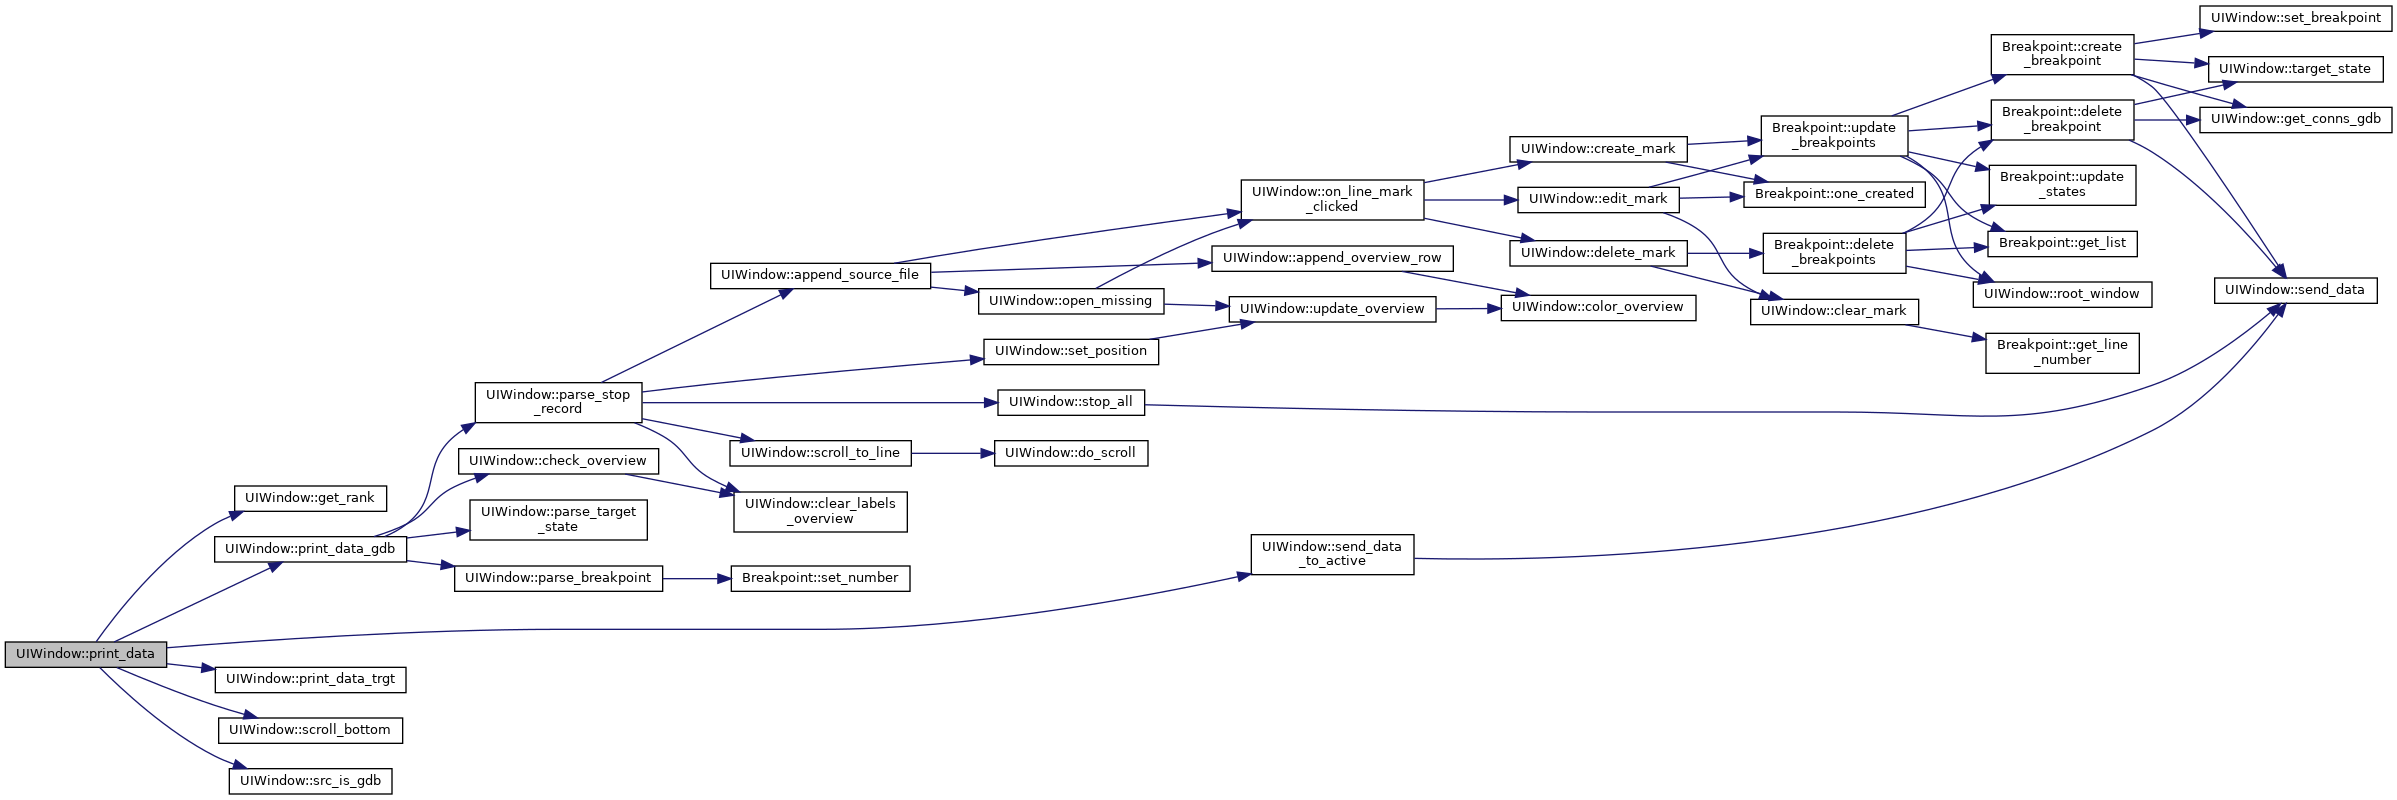 UIWindow::print_data
UIWindow::get_rank
UIWindow::print_data_gdb
UIWindow::print_data_trgt
UIWindow::scroll_bottom
UIWindow::src_is_gdb
UIWindow::parse_stop
_record
UIWindow::check_overview
UIWindow::parse_target
_state
UIWindow::parse_breakpoint
UIWindow::append_source_file
UIWindow::scroll_to_line
UIWindow::clear_labels
_overview
Breakpoint::set_number
UIWindow::open_missing
UIWindow::set_position
UIWindow::stop_all
UIWindow::do_scroll
UIWindow::on_line_mark
_clicked
UIWindow::append_overview_row
UIWindow::update_overview
UIWindow::send_data
_to_active
UIWindow::create_mark
UIWindow::edit_mark
UIWindow::delete_mark
UIWindow::color_overview
Breakpoint::update
_breakpoints
Breakpoint::one_created
Breakpoint::delete
_breakpoints
UIWindow::clear_mark
Breakpoint::create
_breakpoint
Breakpoint::delete
_breakpoint
Breakpoint::update
_states
Breakpoint::get_list
UIWindow::root_window
Breakpoint::get_line
_number
UIWindow::set_breakpoint
UIWindow::target_state
UIWindow::get_conns_gdb
UIWindow::send_data